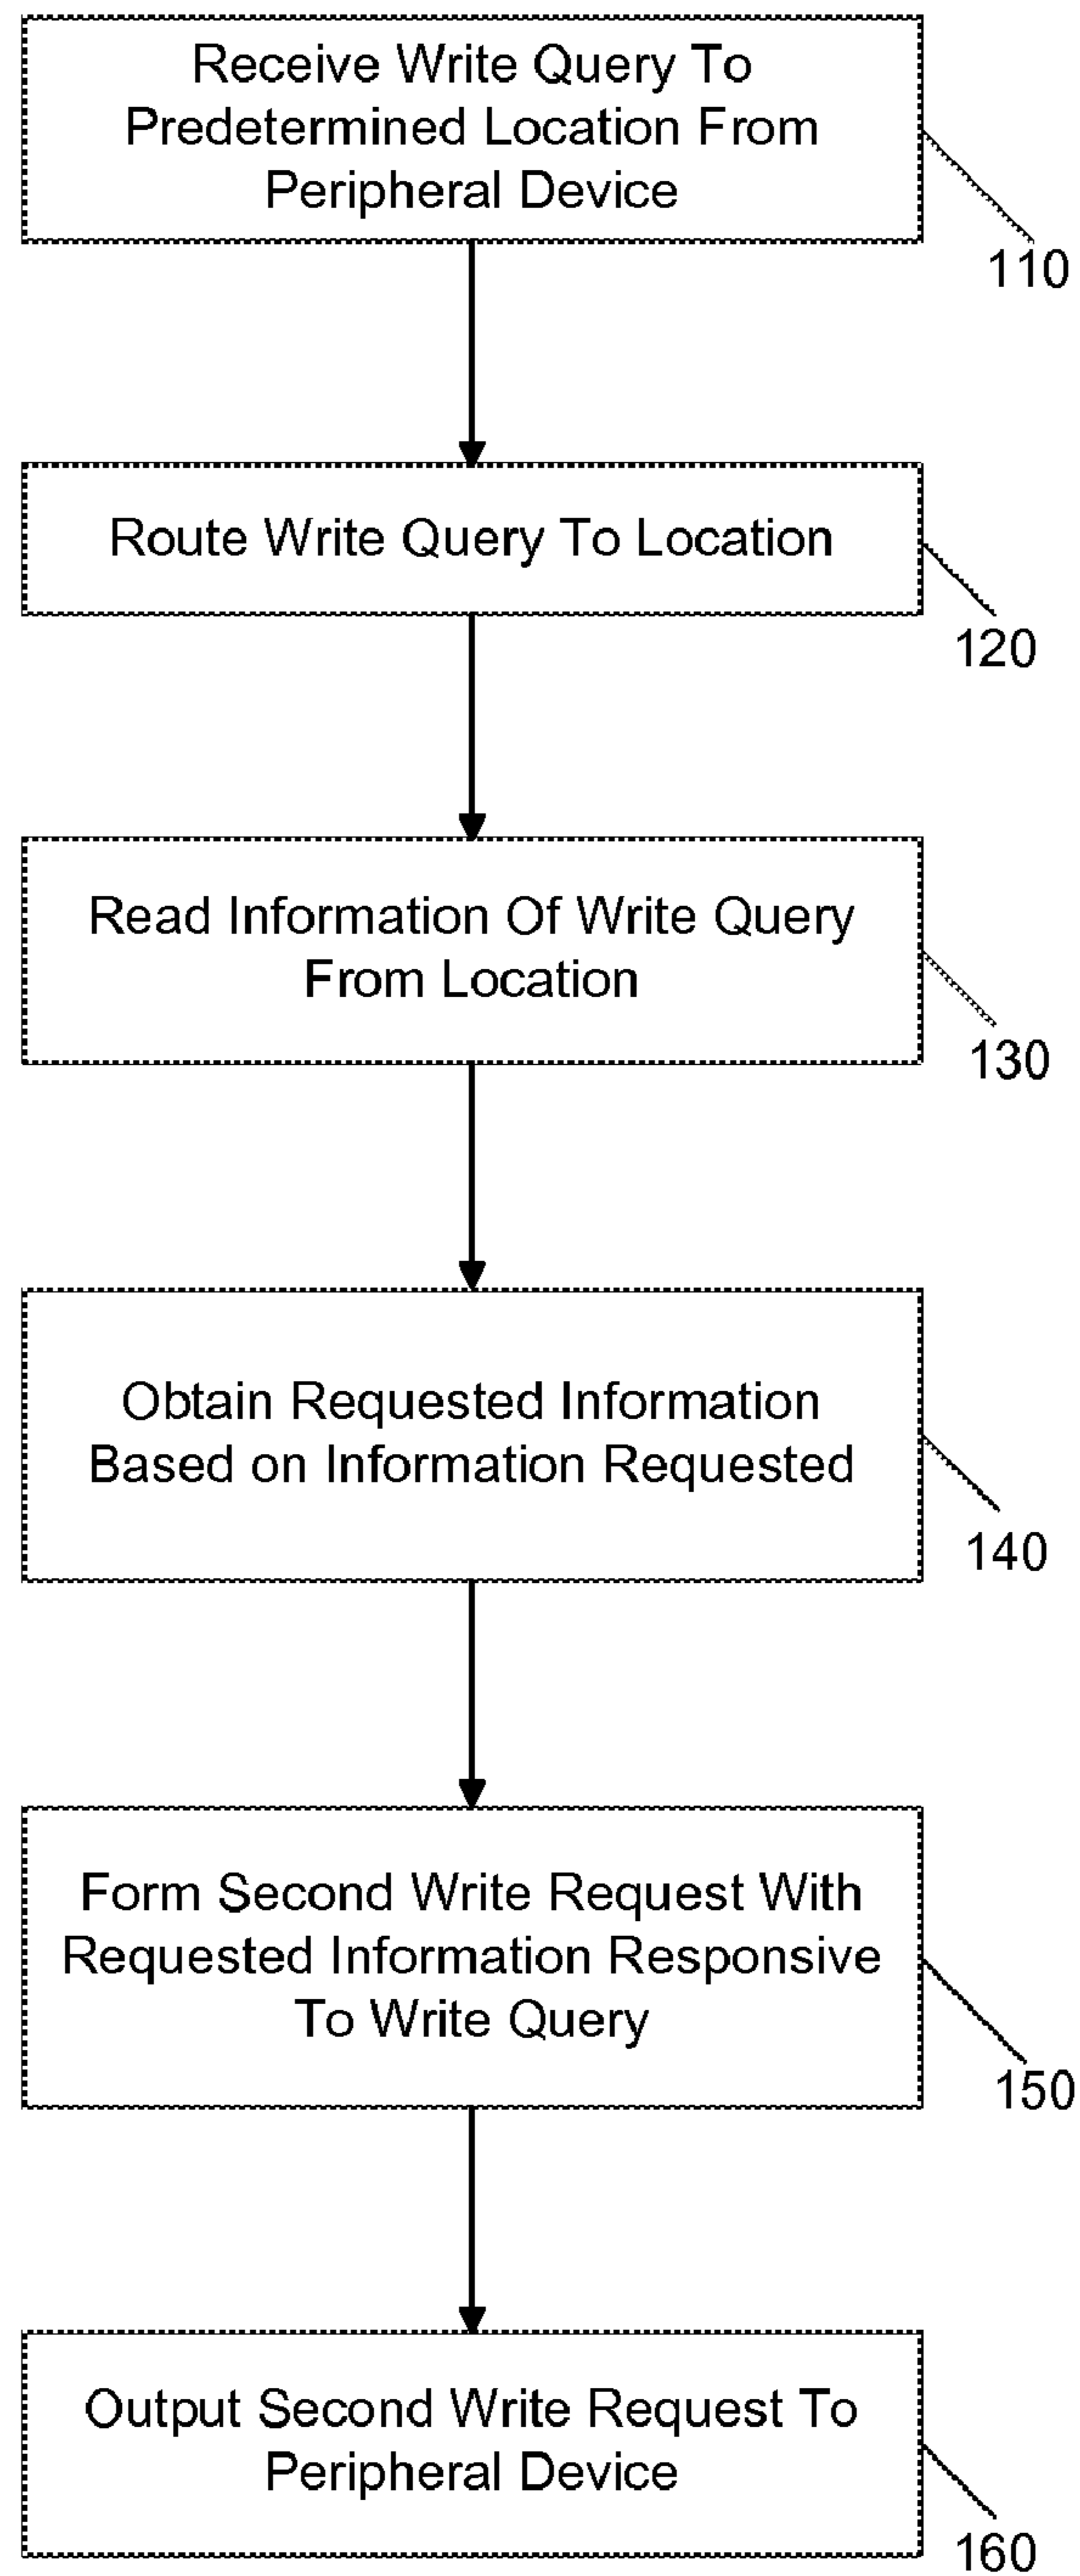 Receive Write Query To
Predetermined Location From
Peripheral Device
110
Route Write Query To Location
120
Read Information Of Write Query
From Location
130
Obtain Requested Information
Based on Information Requested
140
Form Second Write Request With
Requested Information Responsive
To Write Query
150
Output Second Write Request To
Peripheral Device
160